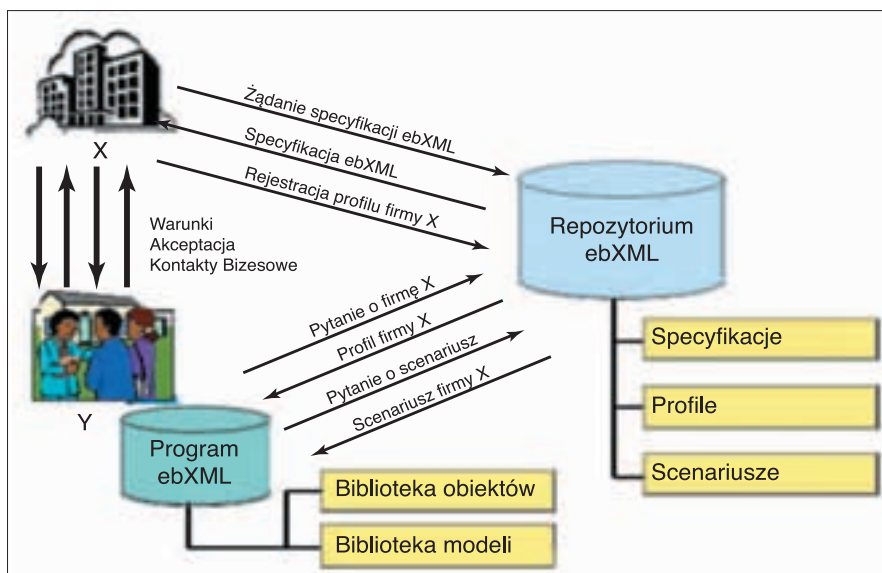 Żądanie specyfikacji ebXML
Specyfikacja ebXML
Rejestracja profilu firmy X
X
Warunki
Akceptacja
Kontakty Bizesowe
Repozytorium
ebXML
Pytanie o firmę X
Profil firmy X
Pytanie o scenariusz
Scenariusz firmy X
Specyfikacje
Profile
Scenariusze
Y
Program
ebXML
Biblioteka obiektów
Biblioteka modeli